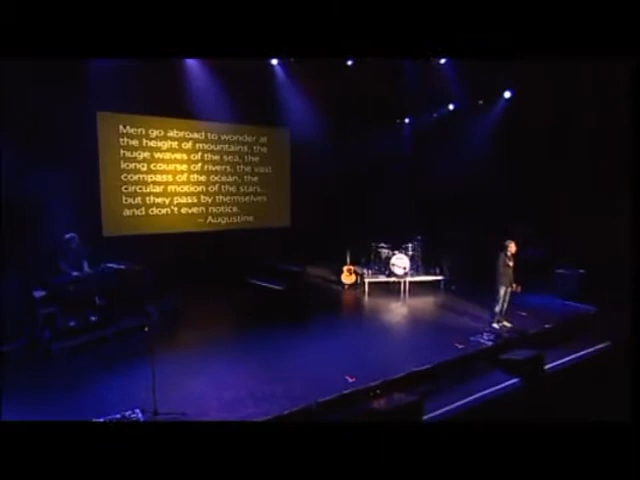 Men go abroad to wonder at
the height of mountains, the
huge waves of the sea, the
long course of rivers, the vast
compass of the ocean, the
circular motion of the stars...
but they pass by themselves
and don't even notice.
– Augustine